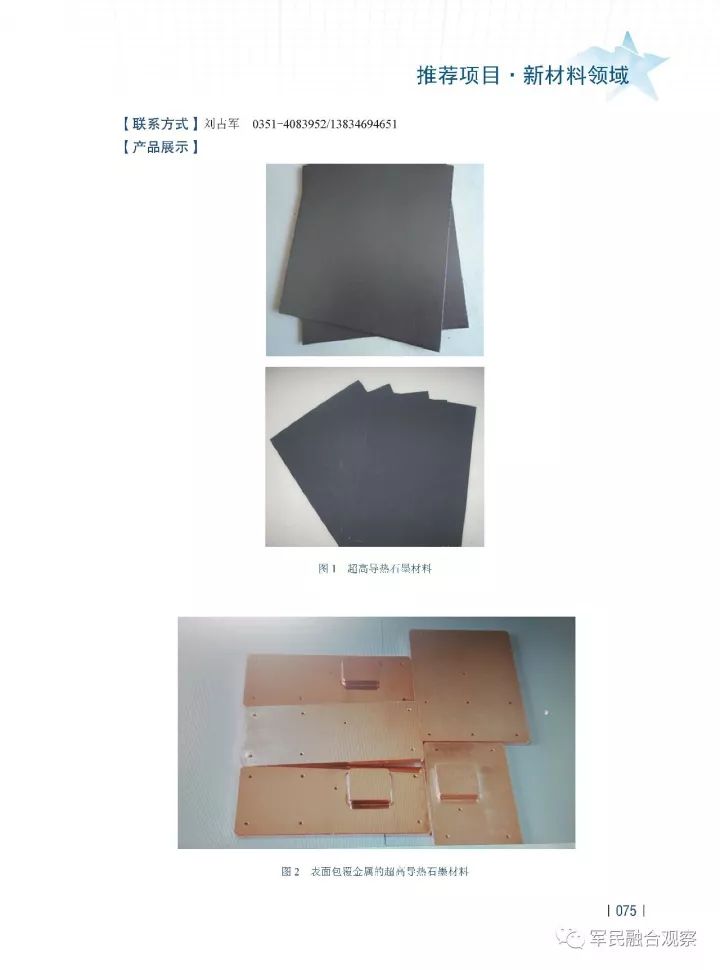 推荐项目·新材料领域
【联系方式】刘占军 0351-4083952/13834694651
【产品展示】
图 1 超高导热石墨材料
图 2 表面包覆金属的超高导热石墨材料
| 075 |
军民融合观察